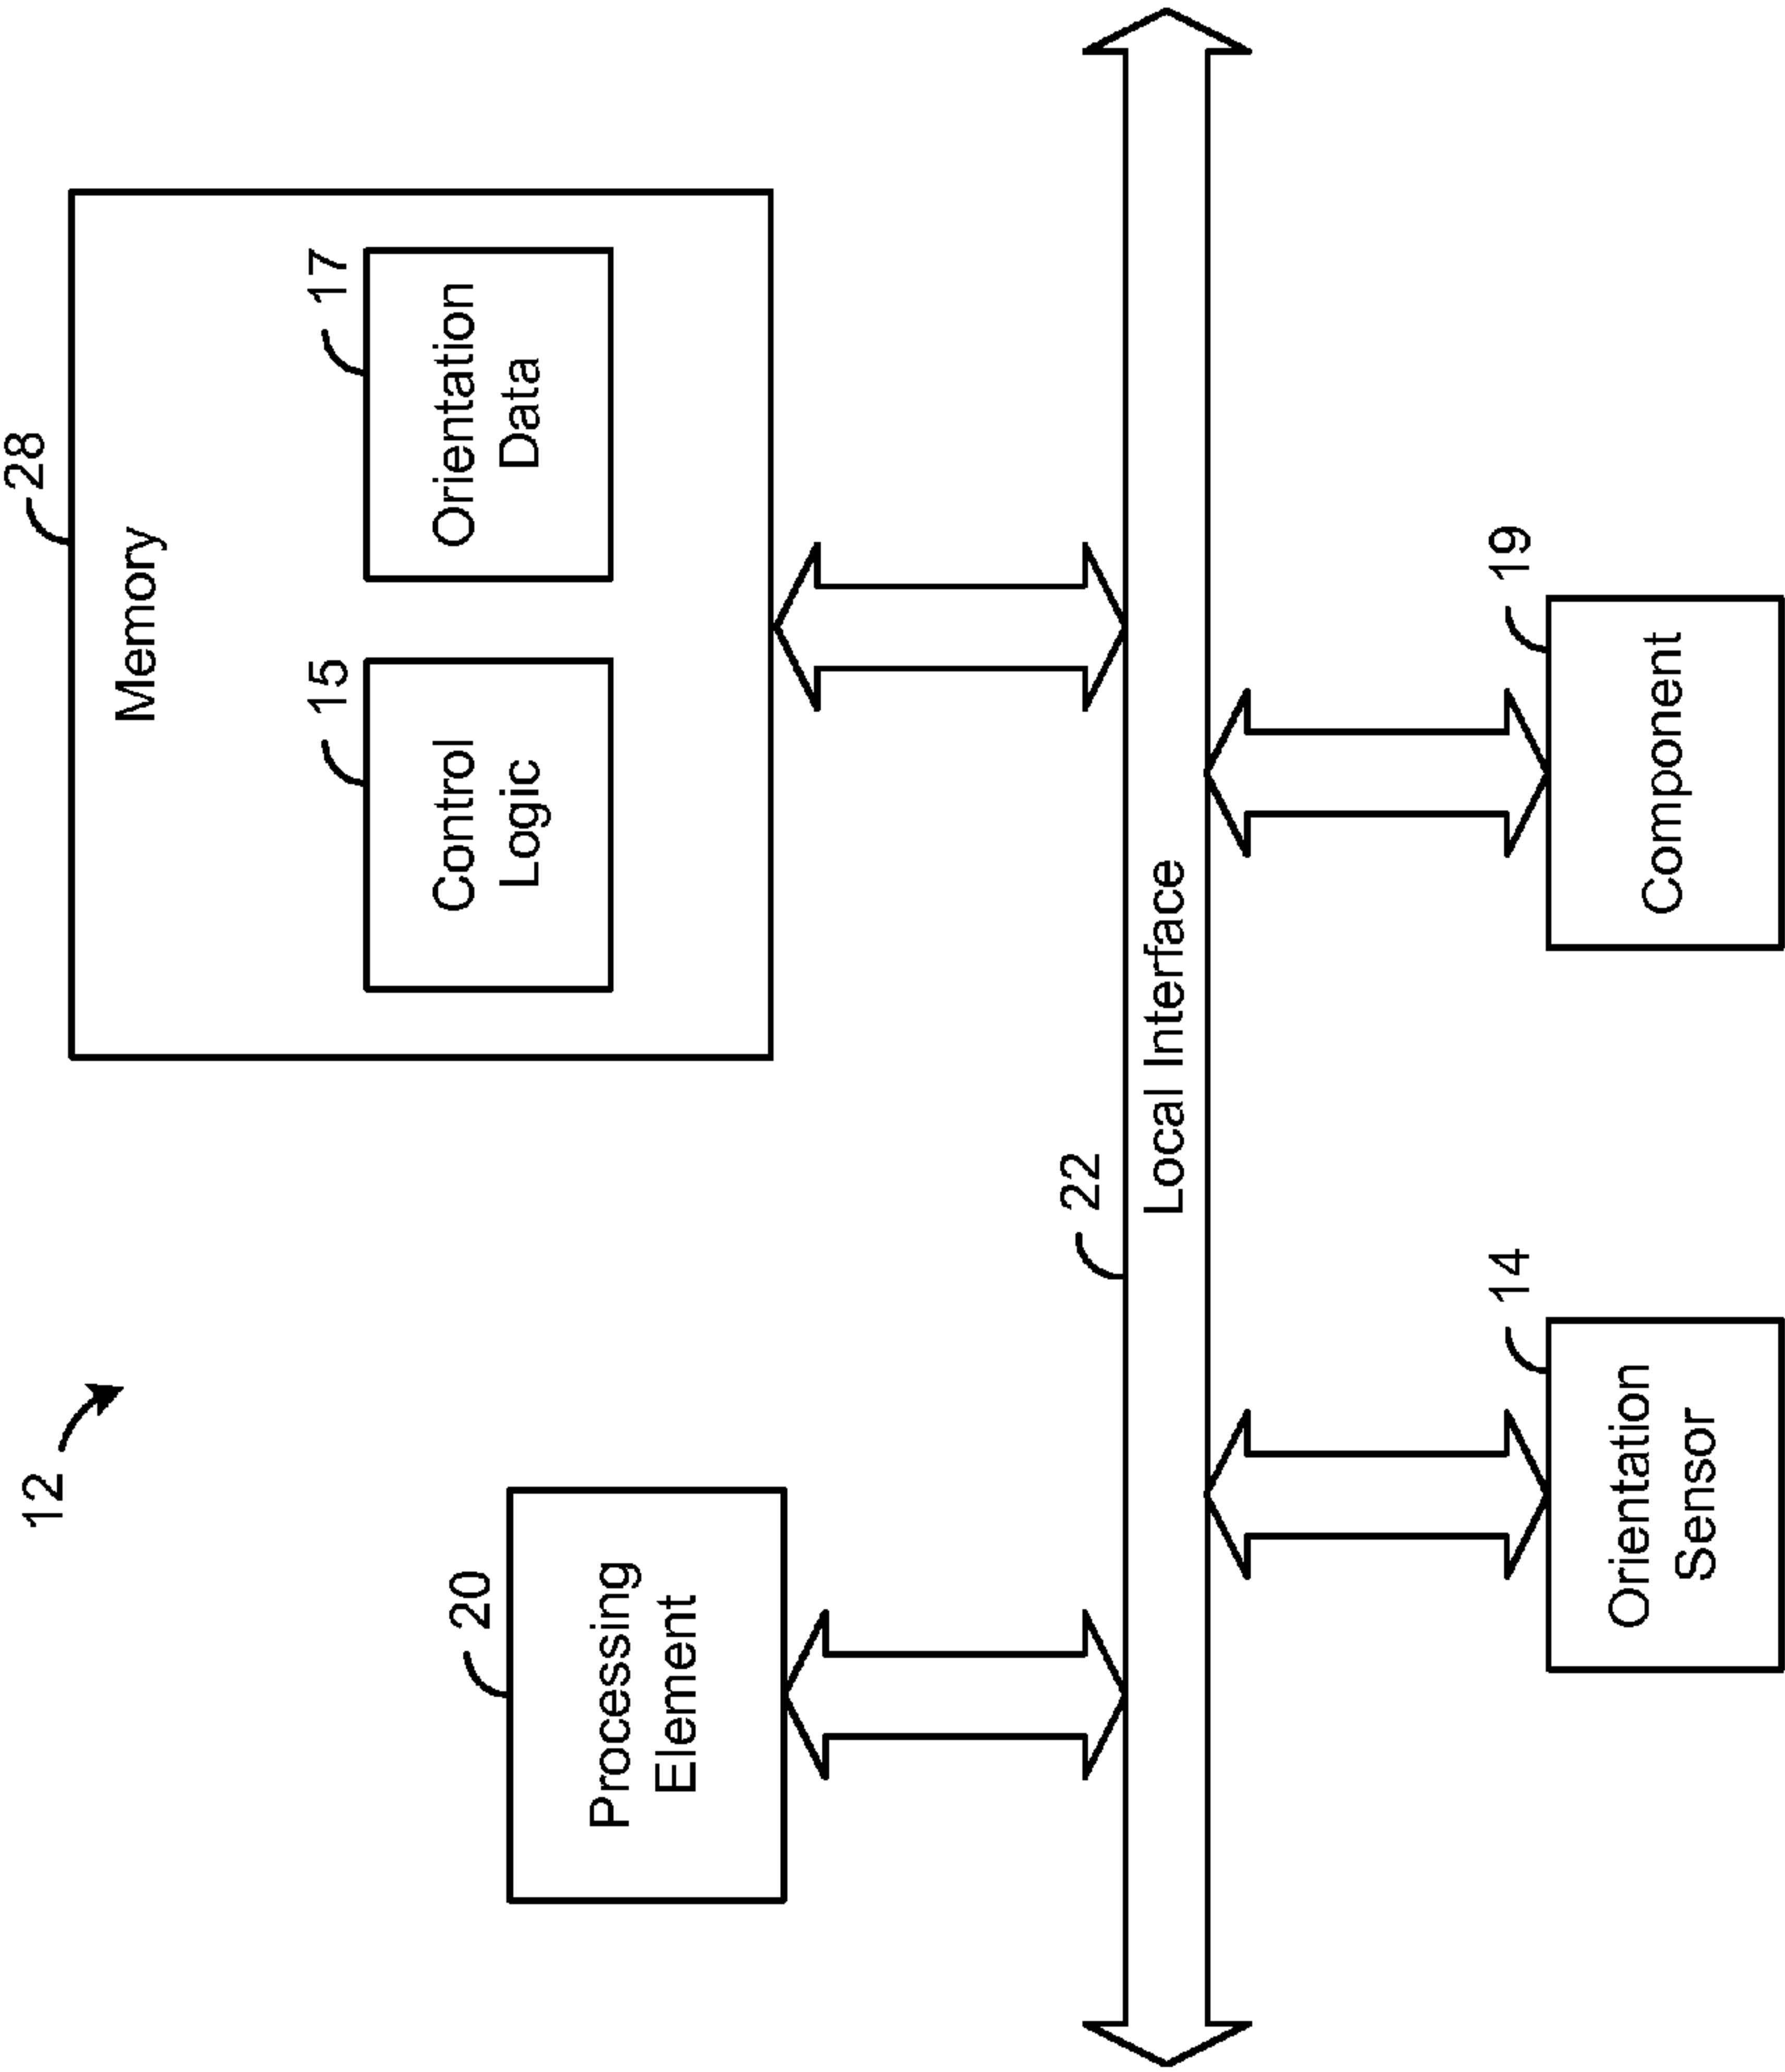 12
28
Memory
20
Processing
Element
15
Control
Logic
17
Orientation
Data
22
Local Interface
14
Orientation
Sensor
19
Component